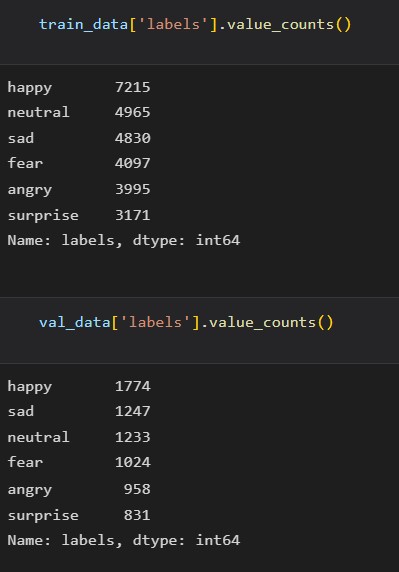 train_data['labels'].value_counts()
happy 7215
neutral 4965
sad 4830
fear 4097
angry 3995
surprise 3171
Name: labels, dtype: int64
val_data['labels'].value_counts()
happy 1774
sad 1247
neutral 1233
fear 1024
angry 958
surprise 831
Name: labels, dtype: int64